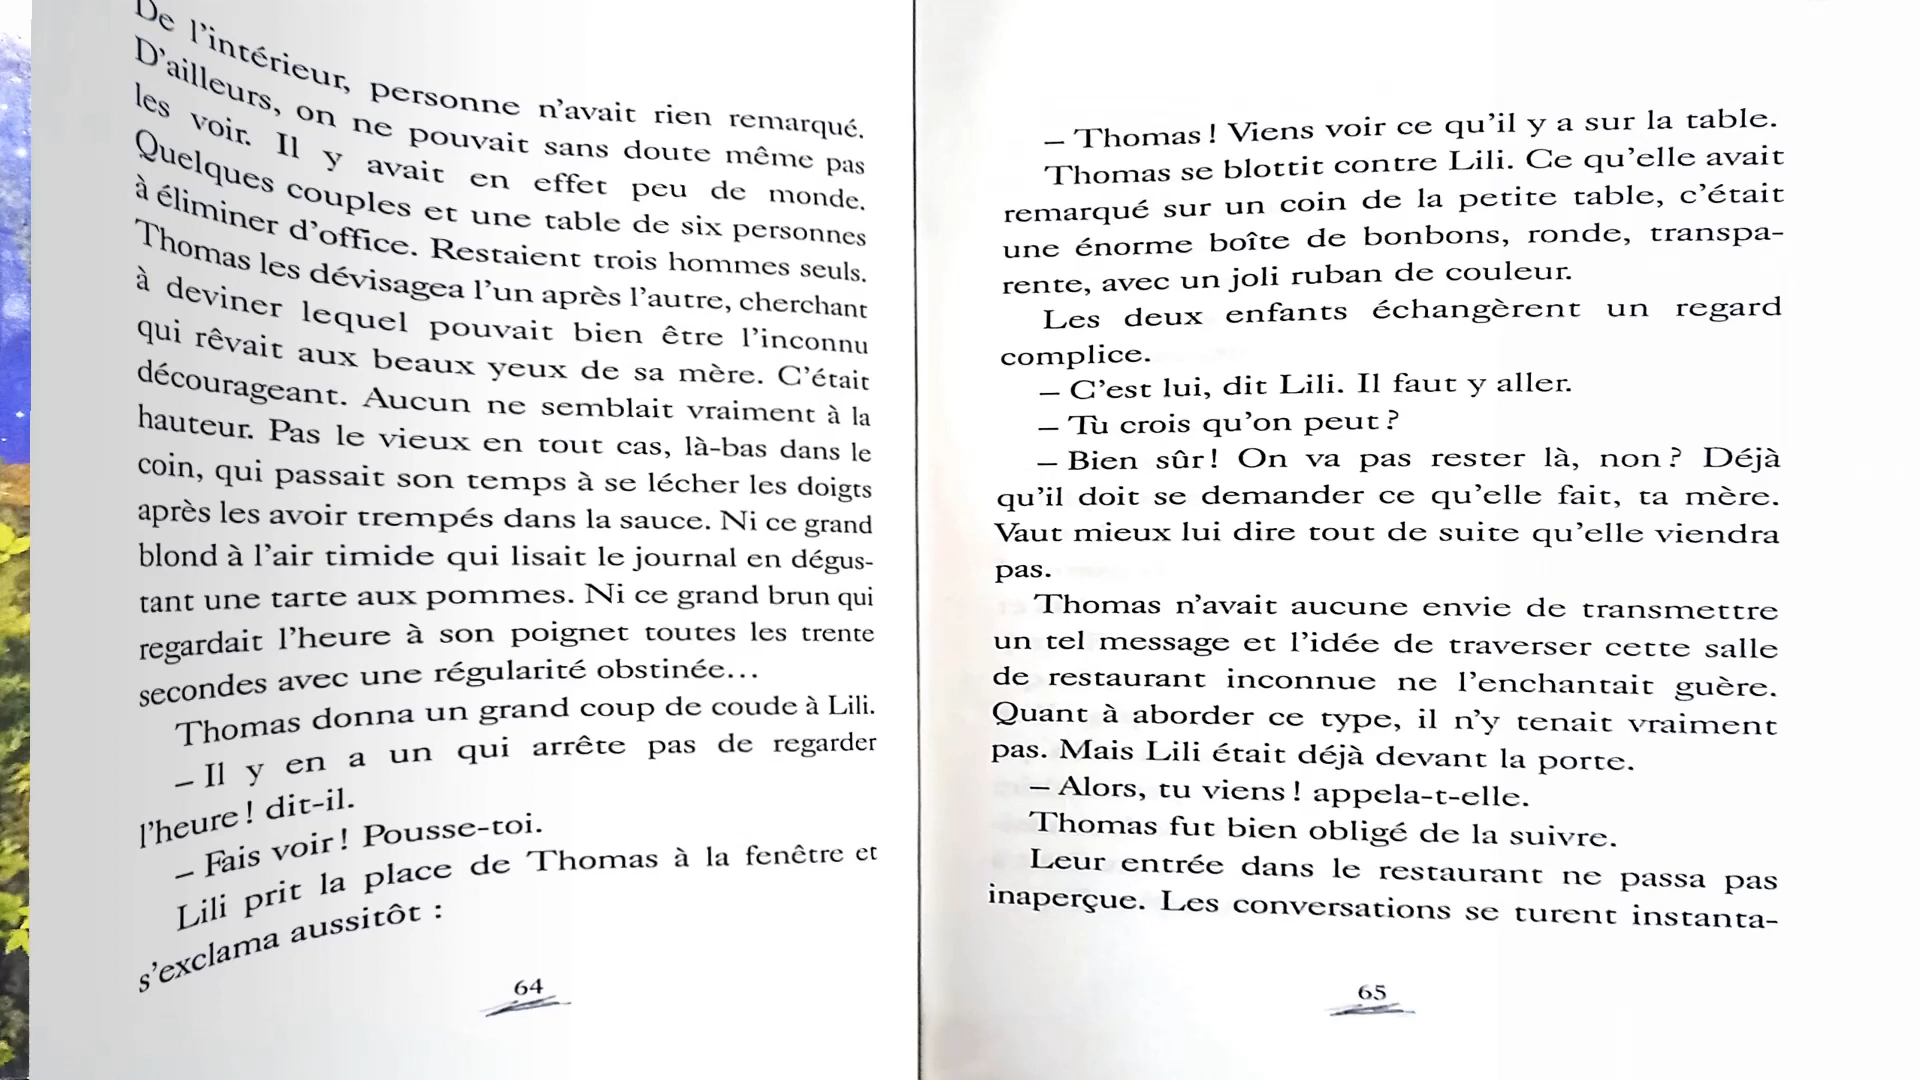 De l'intérieur, personne n'avait rien remarqué.
D'ailleurs, on ne pouvait sans doute même pas
les voir. Il y avait en effet peu de monde.
Quelques couples et une table de six personnes
à éliminer d'office. Restaient trois hommes seuls.
Thomas les dévisagea l'un après l'autre, cherchant
à deviner lequel pouvait bien être l'inconnu
qui rêvait aux beaux yeux de sa mère. C'était
décourageant. Aucun ne semblait vraiment à la
hauteur. Pas le vieux en tout cas, là-bas dans le
coin, qui passait son temps à se lécher les doigts
après les avoir trempés dans la sauce. Ni ce grand
blond à l'air timide qui lisait le journal en dégus-
tant une tarte aux pommes. Ni ce grand brun qui
regardait l'heure à son poignet toutes les trente
secondes avec une régularité obstinée…
Thomas donna un grand coup de coude à Lili.
– Il y en a un qui arrête pas de regarder
l'heure ! dit-il.
– Fais voir ! Pousse-toi.
Lili prit la place de Thomas à la fenêtre et
s'exclama aussitôt :
64
– Thomas ! Viens voir ce qu'il y a sur la table.
Thomas se blottit contre Lili. Ce qu'elle avait
remarqué sur un coin de la petite table, c'était
une énorme boîte de bonbons, ronde, transpa-
rente, avec un joli ruban de couleur.
Les deux enfants échangèrent un regard
complice.
– C'est lui, dit Lili. Il faut y aller.
– Tu crois qu'on peut ?
– Bien sûr ! On va pas rester là, non ? Déjà
qu'il doit se demander ce qu'elle fait, ta mère.
Vaut mieux lui dire tout de suite qu'elle viendra
pas.
Thomas n'avait aucune envie de transmettre
un tel message et l'idée de traverser cette salle
de restaurant inconnue ne l'enchantait guère.
Quant à aborder ce type, il n'y tenait vraiment
pas. Mais Lili était déjà devant la porte.
– Alors, tu viens ! appela-t-elle.
Thomas fut bien obligé de la suivre.
Leur entrée dans le restaurant ne passa pas
inaperçue. Les conversations se turent instanta-
65